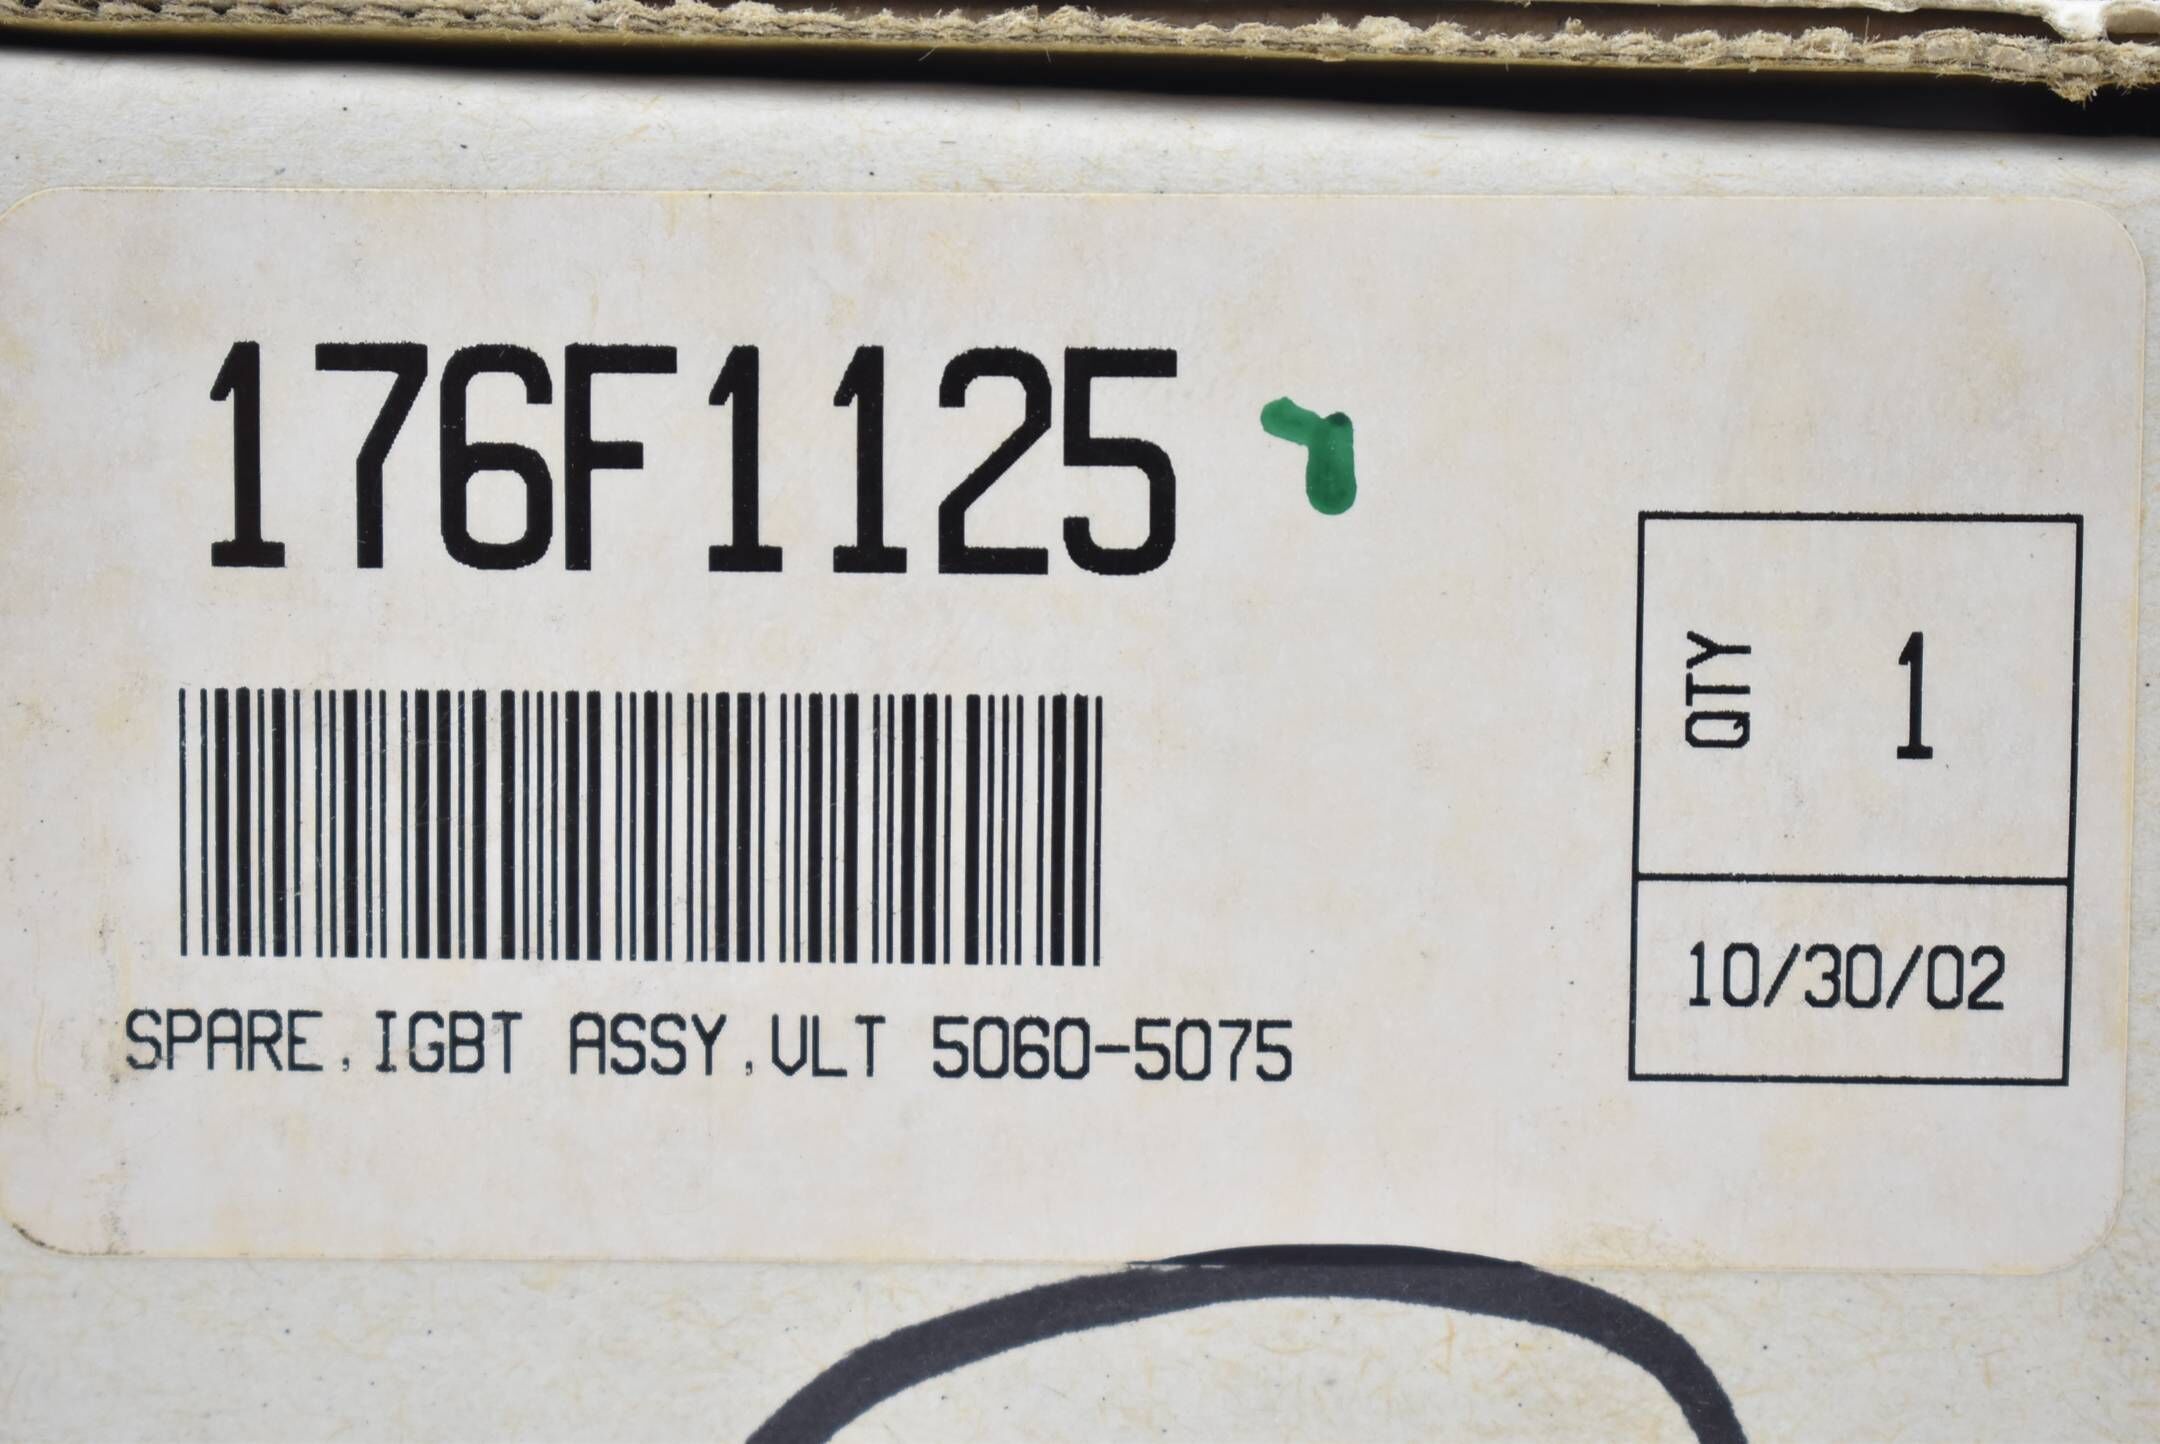 176F1125
QTY 1
10/30/02
SPARE, IGBT ASSY, VLT 5060-5075